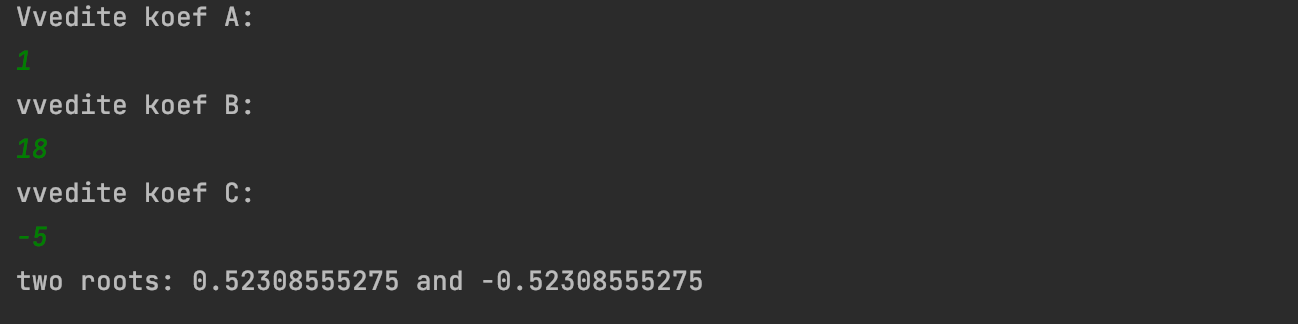 Vvedite koef A:
1
vvedite koef B:
18
vvedite koef C:
-5
two roots: 0.52308555275 and -0.52308555275